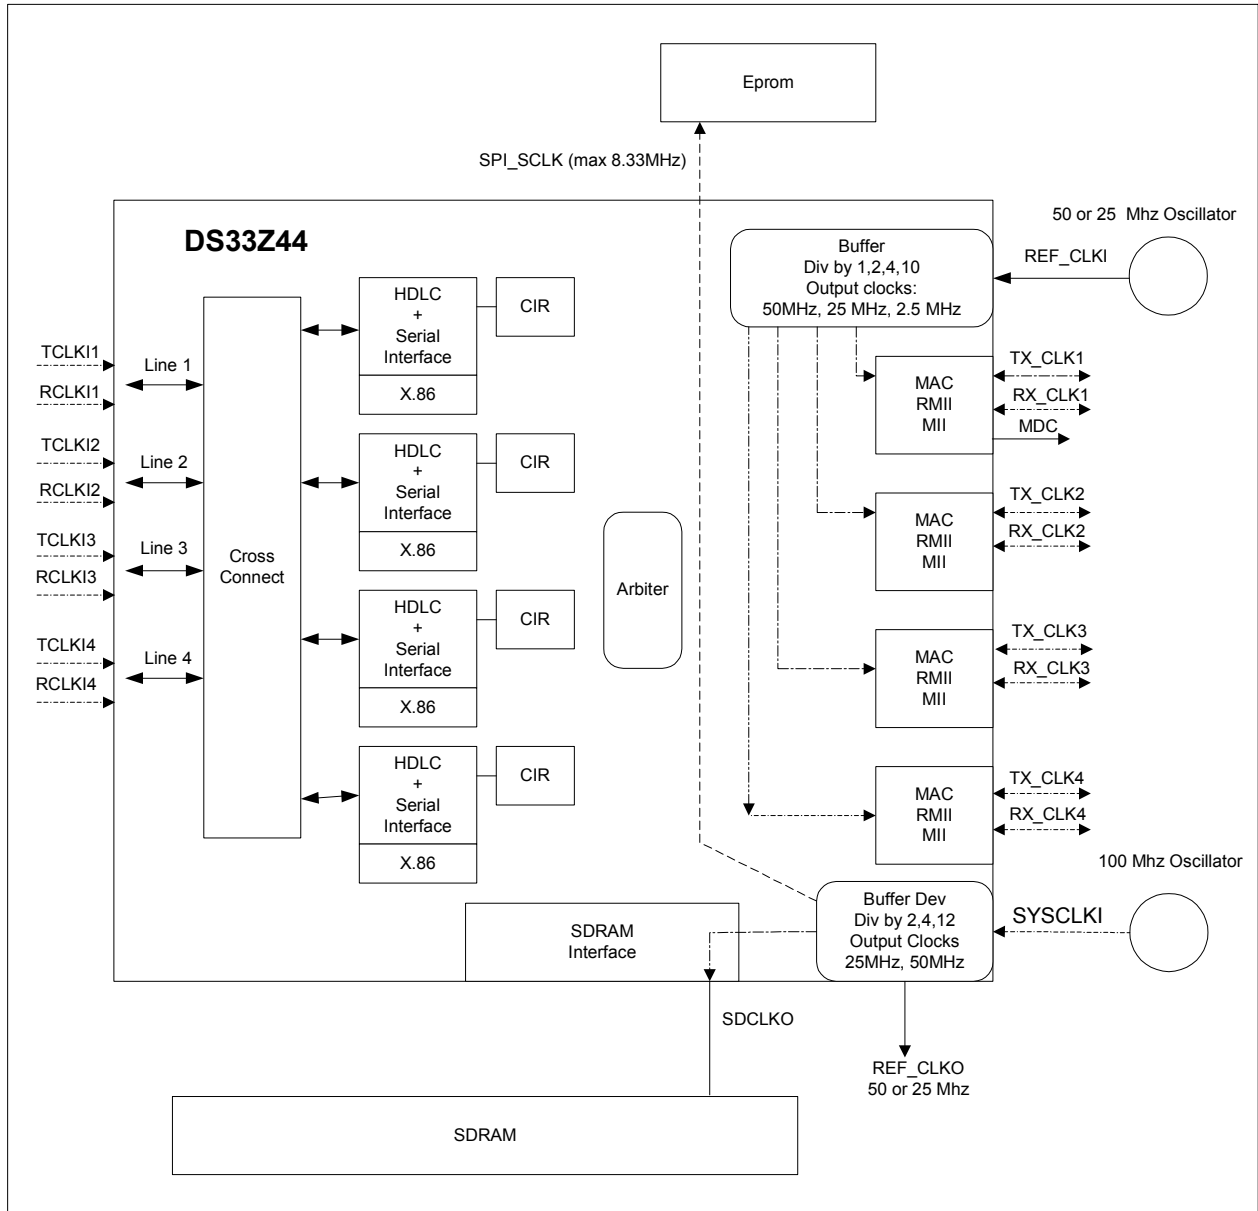 Eprom
SPI_SCLK (max 8.33MHz)
50 or 25 Mhz Oscillator
REF_CLKI
DS33Z44
Buffer
Div by 1,2,4,10
Output clocks:
50MHz, 25 MHz, 2.5 MHz
TCLKI1
RCLKI1
Line 1
TCLKI2
RCLKI2
Line 2
TCLKI3
RCLKI3
Line 3
TCLKI4
RCLKI4
Line 4
Cross
Connect
HDLC
+
Serial
Interface
X.86
CIR
HDLC
+
Serial
Interface
X.86
CIR
HDLC
+
Serial
Interface
X.86
CIR
HDLC
+
Serial
Interface
X.86
CIR
Arbiter
MAC
RMII
MII
TX_CLK1
RX_CLK1
MDC
MAC
RMII
MII
TX_CLK2
RX_CLK2
MAC
RMII
MII
TX_CLK3
RX_CLK3
MAC
RMII
MII
TX_CLK4
RX_CLK4
100 Mhz Oscillator
SYSCLKI
Buffer Dev
Div by 2,4,12
Output Clocks
25MHz, 50MHz
SDRAM
Interface
SDCLKO
REF_CLKO
50 or 25 Mhz
SDRAM